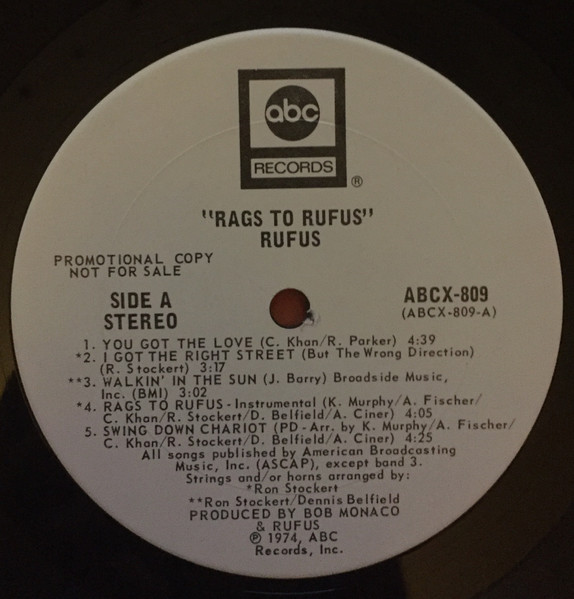 abc
RECORDS
®
"RAGS TO RUFUS"
RUFUS
PROMOTIONAL COPY
NOT FOR SALE
SIDE A
STEREO
ABCX-809
(ABCX-809-A)
1. YOU GOT THE LOVE (C. Khan/R. Parker) 4:39
*2. I GOT THE RIGHT STREET (But The Wrong Direction)
(R. Stockert) 3:17
**3. WALKIN' IN THE SUN (J. Barry) Broadside Music,
Inc. (BMI) 3:02
*4. RAGS TO RUFUS-Instrumental (K. Murphy/A. Fischer/
C. Khan/R. Stockert/D. Belfield/A. Ciner) 4:05
5. SWING DOWN CHARIOT (PD-Arr. by K. Murphy/A. Fischer/
C. Khan/R. Stockert/D. Belfield/A. Ciner) 4:25
All songs published by American Broadcasting
Music, Inc. (ASCAP), except band 3.
Strings and/or horns arranged by:
*Ron Stockert
**Ron Stockert/Dennis Belfield
PRODUCED BY BOB MONACO
& RUFUS
℗ 1974, ABC
Records, Inc.